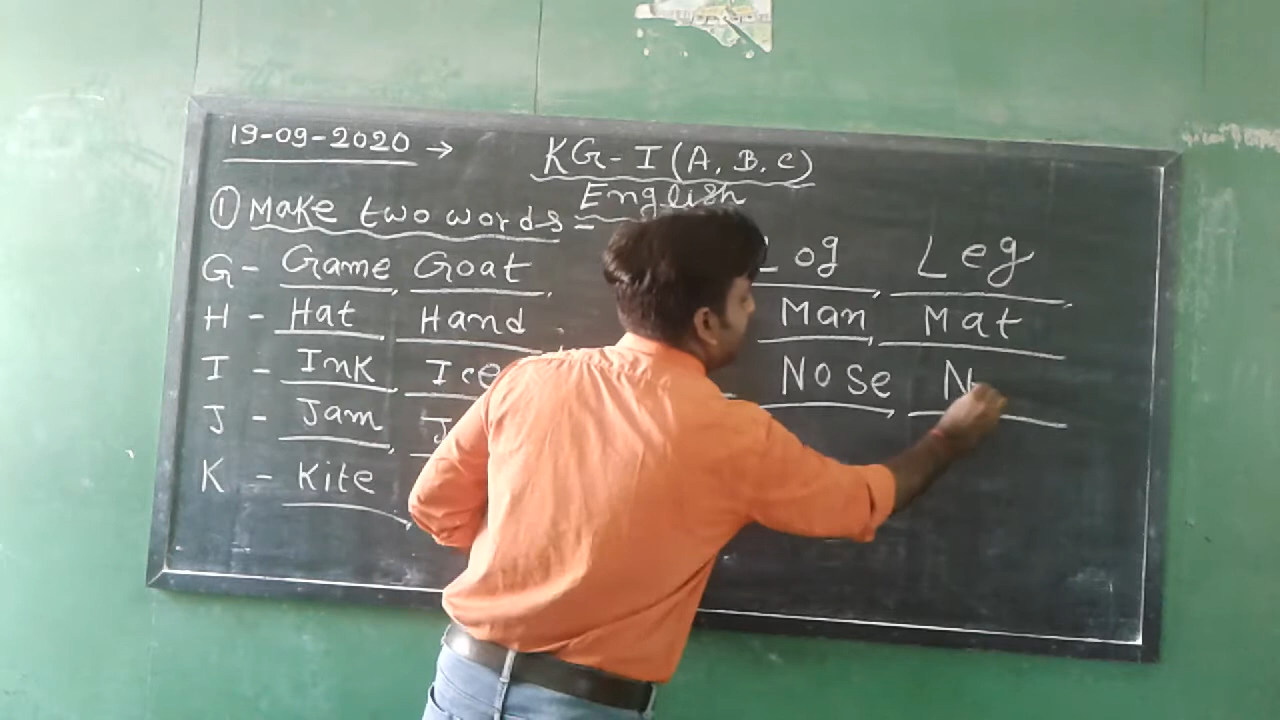 19-09-2020 → KG-I (A, B, C)
English
① Make two words =
G- Game, Goat.
H - Hat Hand.
I - Ink, Ice
J - Jam, J
K - Kite,
Log, Leg.
Man, Mat
Nose, N